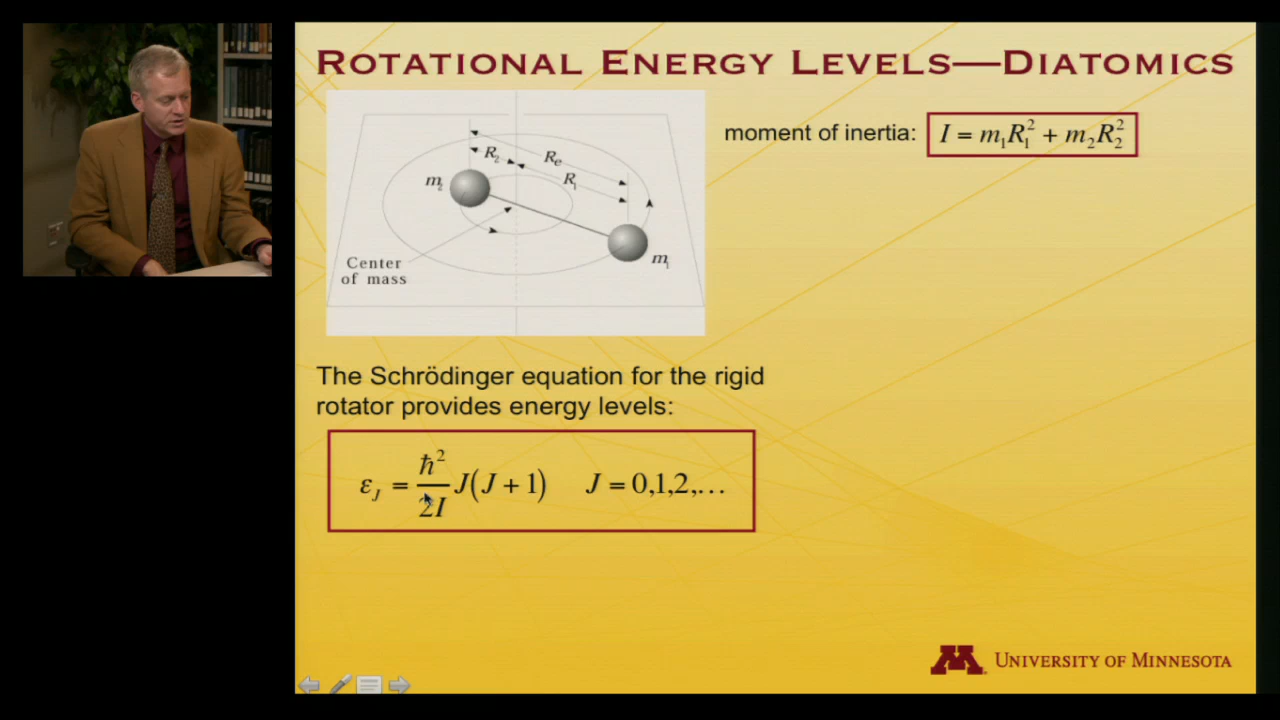 ROTATIONAL ENERGY LEVELS—DIATOMICS
moment of inertia: I = m₁R₁² + m₂R₂²
R₂
Rₑ
R₁
m₂
Center
of mass
m₁
The Schrödinger equation for the rigid
rotator provides energy levels:
ε_J = ħ²/2I J(J + 1) J = 0,1,2,…
M UNIVERSITY OF MINNESOTA